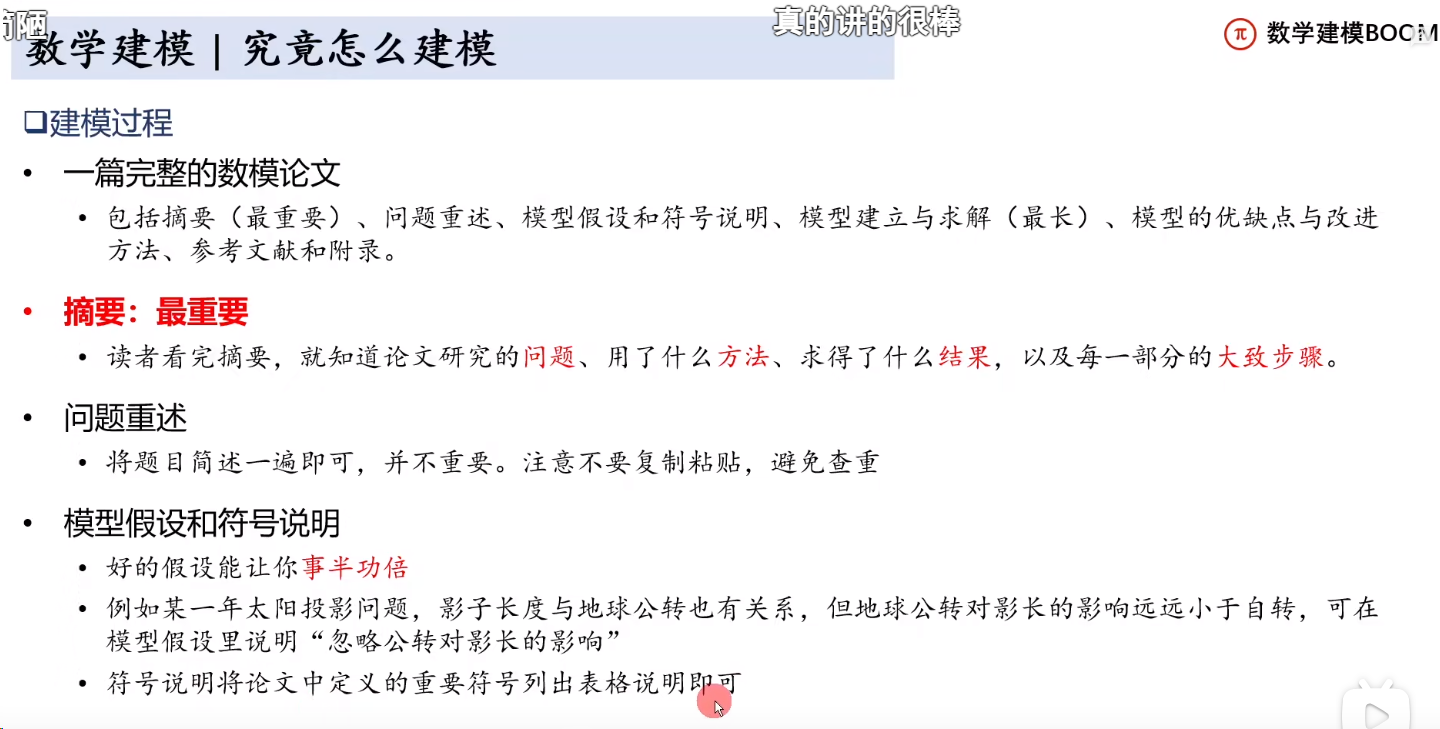 简陋
真的讲的很棒
数学建模 | 究竟怎么建模
π 数学建模BOOM
建模过程
• 一篇完整的数模论文
• 包括摘要（最重要）、问题重述、模型假设和符号说明、模型建立与求解（最长）、模型的优缺点与改进
方法、参考文献和附录。
• 摘要：最重要
• 读者看完摘要，就知道论文研究的问题、用了什么方法、求得了什么结果，以及每一部分的大致步骤。
• 问题重述
• 将题目简述一遍即可，并不重要。注意不要复制粘贴，避免查重
• 模型假设和符号说明
• 好的假设能让你事半功倍
• 例如某一年太阳投影问题，影子长度与地球公转也有关系，但地球公转对影长的影响远远小于自转，可在
模型假设里说明“忽略公转对影长的影响”
• 符号说明将论文中定义的重要符号列出表格说明即可